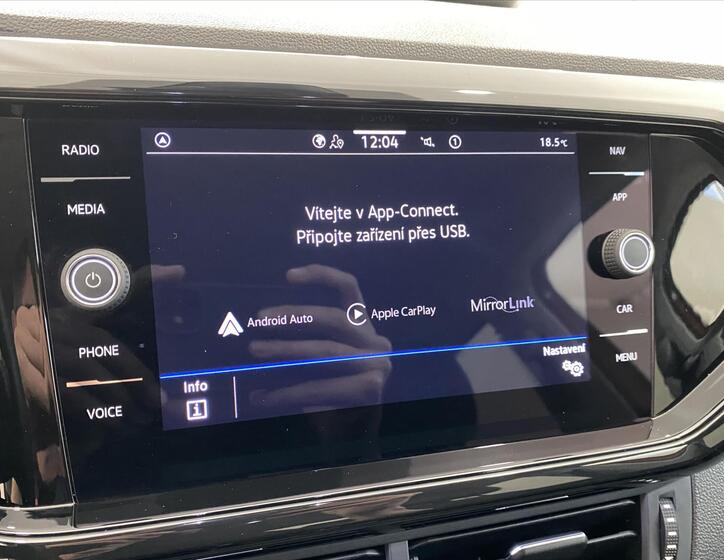 12:04
1
18.5°C
RADIO
MEDIA
PHONE
VOICE
Vítejte v App-Connect.
Připojte zařízení přes USB.
Android Auto
Apple CarPlay
MirrorLink
Info
i
Nastavení
NAV
APP
CAR
MENU